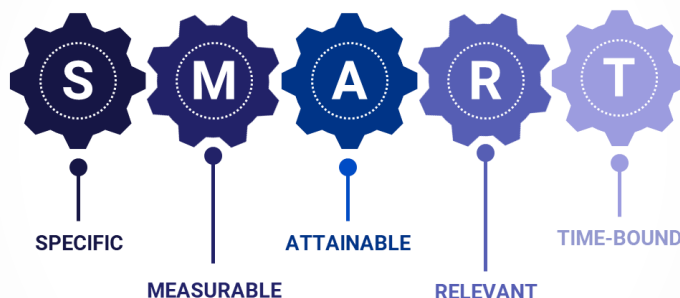 S M A R T
SPECIFIC
MEASURABLE
ATTAINABLE
RELEVANT
TIME-BOUND